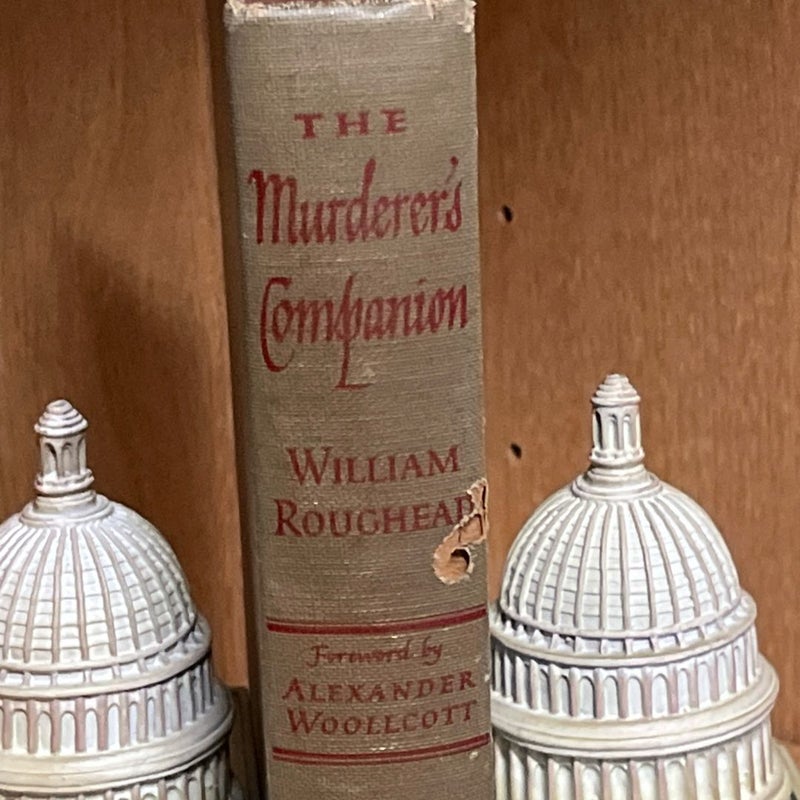 THE
Murderer's
Companion
WILLIAM
ROUGHEAD
Foreword by
ALEXANDER
WOOLLCOTT